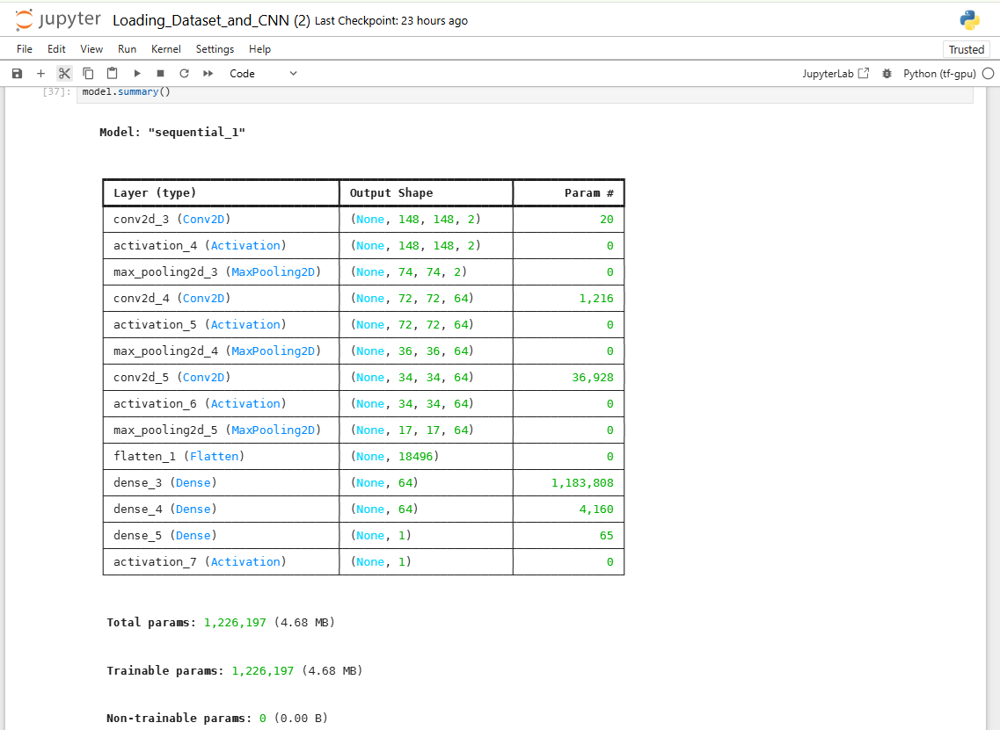 jupyter Loading_Dataset_and_CNN (2) Last Checkpoint: 23 hours ago
File Edit View Run Kernel Settings Help Trusted
Code JupyterLab Python (tf-gpu)
[37]: model.summary()
Model: "sequential_1"
Layer (type) Output Shape Param #
conv2d_3 (Conv2D) (None, 148, 148, 2) 20
activation_4 (Activation) (None, 148, 148, 2) 0
max_pooling2d_3 (MaxPooling2D) (None, 74, 74, 2) 0
conv2d_4 (Conv2D) (None, 72, 72, 64) 1,216
activation_5 (Activation) (None, 72, 72, 64) 0
max_pooling2d_4 (MaxPooling2D) (None, 36, 36, 64) 0
conv2d_5 (Conv2D) (None, 34, 34, 64) 36,928
activation_6 (Activation) (None, 34, 34, 64) 0
max_pooling2d_5 (MaxPooling2D) (None, 17, 17, 64) 0
flatten_1 (Flatten) (None, 18496) 0
dense_3 (Dense) (None, 64) 1,183,808
dense_4 (Dense) (None, 64) 4,160
dense_5 (Dense) (None, 1) 65
activation_7 (Activation) (None, 1) 0
Total params: 1,226,197 (4.68 MB)
Trainable params: 1,226,197 (4.68 MB)
Non-trainable params: 0 (0.00 B)